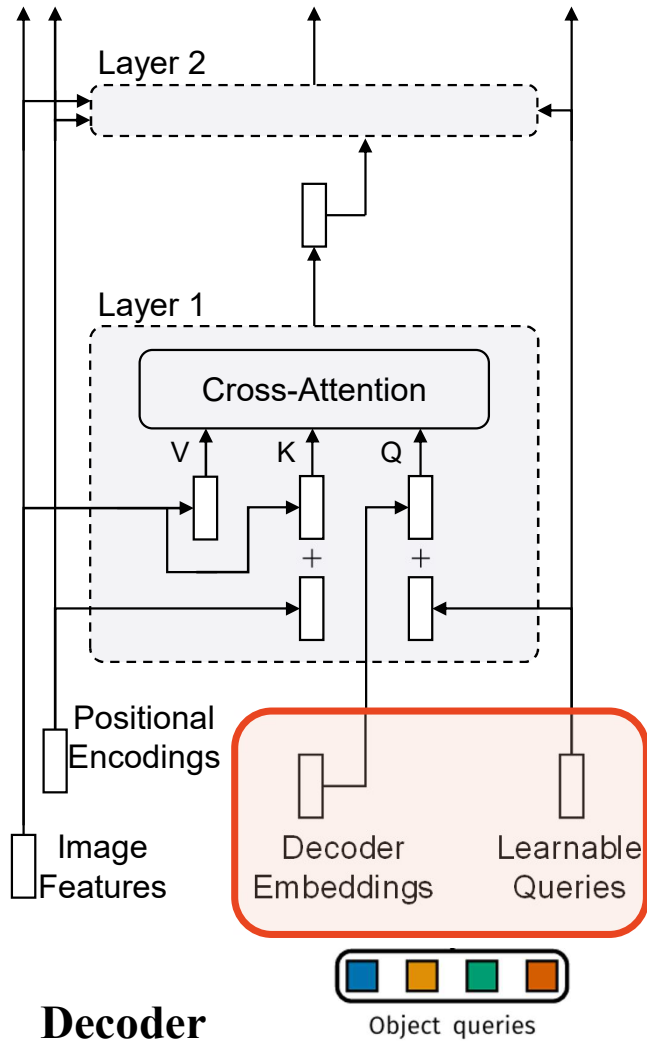 Layer 2
Layer 1
Cross-Attention
V
K
Q
+
+
Positional
Encodings
Image
Features
Decoder
Embeddings
Learnable
Queries
Decoder
Object queries